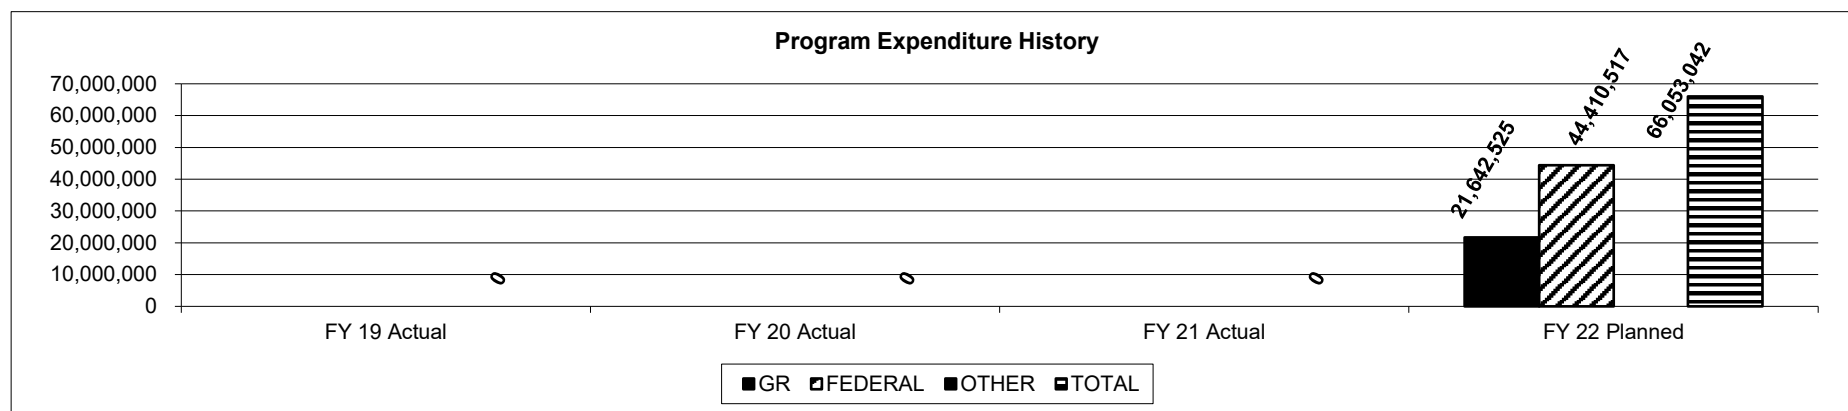 Program Expenditure History
70,000,000
60,000,000
50,000,000
40,000,000
30,000,000
20,000,000
10,000,000
0
0
0
0
21,642,525
44,410,517
66,053,042
FY 19 Actual
FY 20 Actual
FY 21 Actual
FY 22 Planned
GR FEDERAL OTHER TOTAL